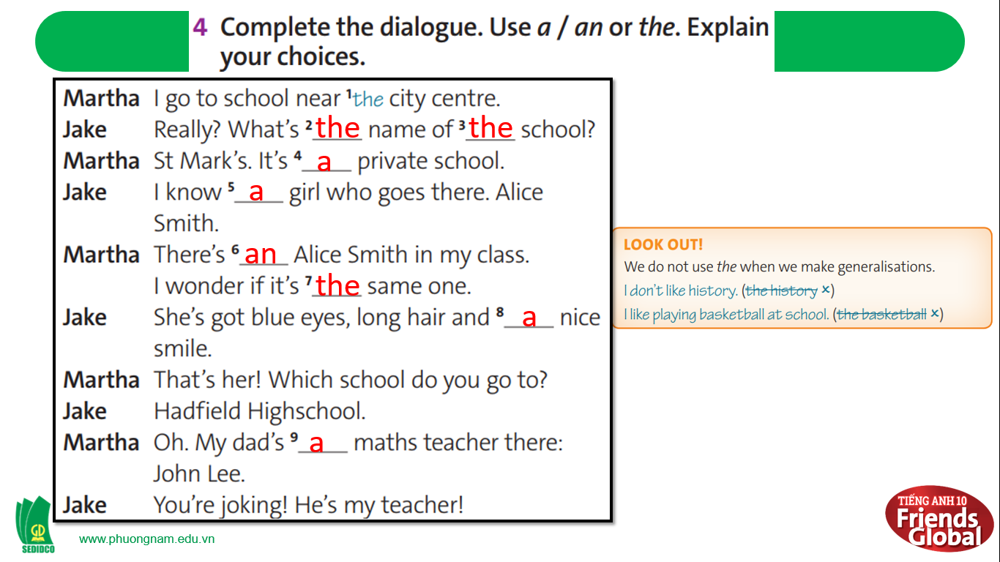 4 Complete the dialogue. Use a / an or the. Explain
your choices.
Martha I go to school near ¹the city centre.
Jake Really? What's ²the name of ³the school?
Martha St Mark's. It's ⁴a private school.
Jake I know ⁵a girl who goes there. Alice
Smith.
Martha There's ⁶an Alice Smith in my class.
I wonder if it's ⁷the same one.
Jake She's got blue eyes, long hair and ⁸a nice
smile.
Martha That's her! Which school do you go to?
Jake Hadfield Highschool.
Martha Oh. My dad's ⁹a maths teacher there:
John Lee.
Jake You're joking! He's my teacher!
LOOK OUT!
We do not use the when we make generalisations.
I don't like history. (the history ×)
I like playing basketball at school. (the basketball ×)
GD
SEDIDCO
www.phuongnam.edu.vn
TIẾNG ANH 10
Friends
Global